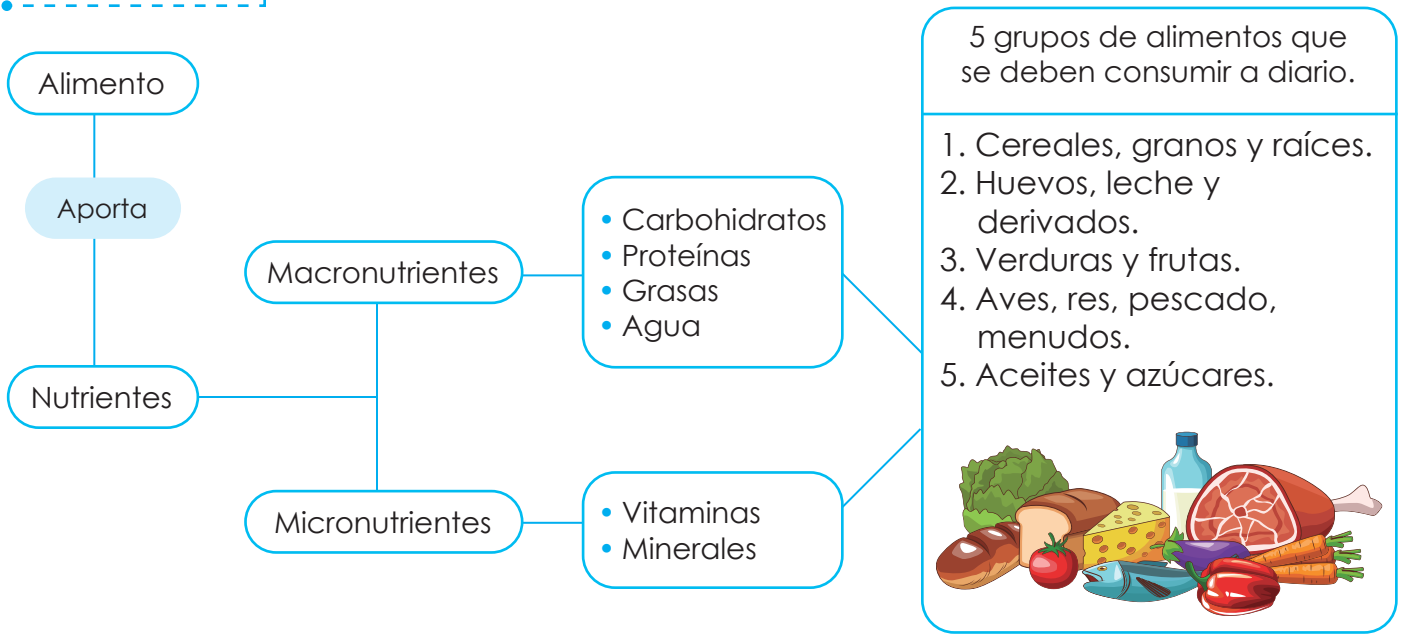 Alimento
Aporta
Nutrientes
Macronutrientes
Micronutrientes
• Carbohidratos
• Proteínas
• Grasas
• Agua
• Vitaminas
• Minerales
5 grupos de alimentos que
se deben consumir a diario.
1. Cereales, granos y raíces.
2. Huevos, leche y
derivados.
3. Verduras y frutas.
4. Aves, res, pescado,
menudos.
5. Aceites y azúcares.